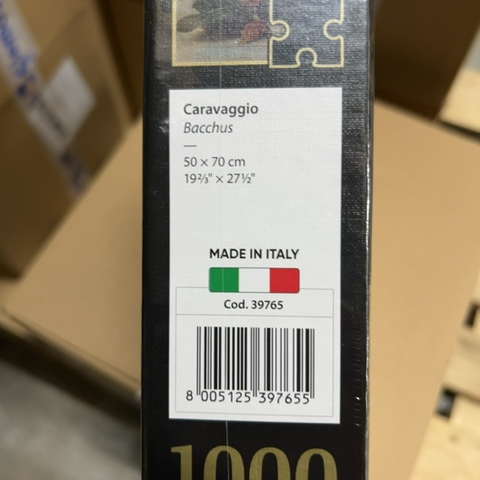 Caravaggio
Bacchus
—
50 × 70 cm
19⅔" × 27½"
MADE IN ITALY
Cod. 39765
8 005125 397655
1000